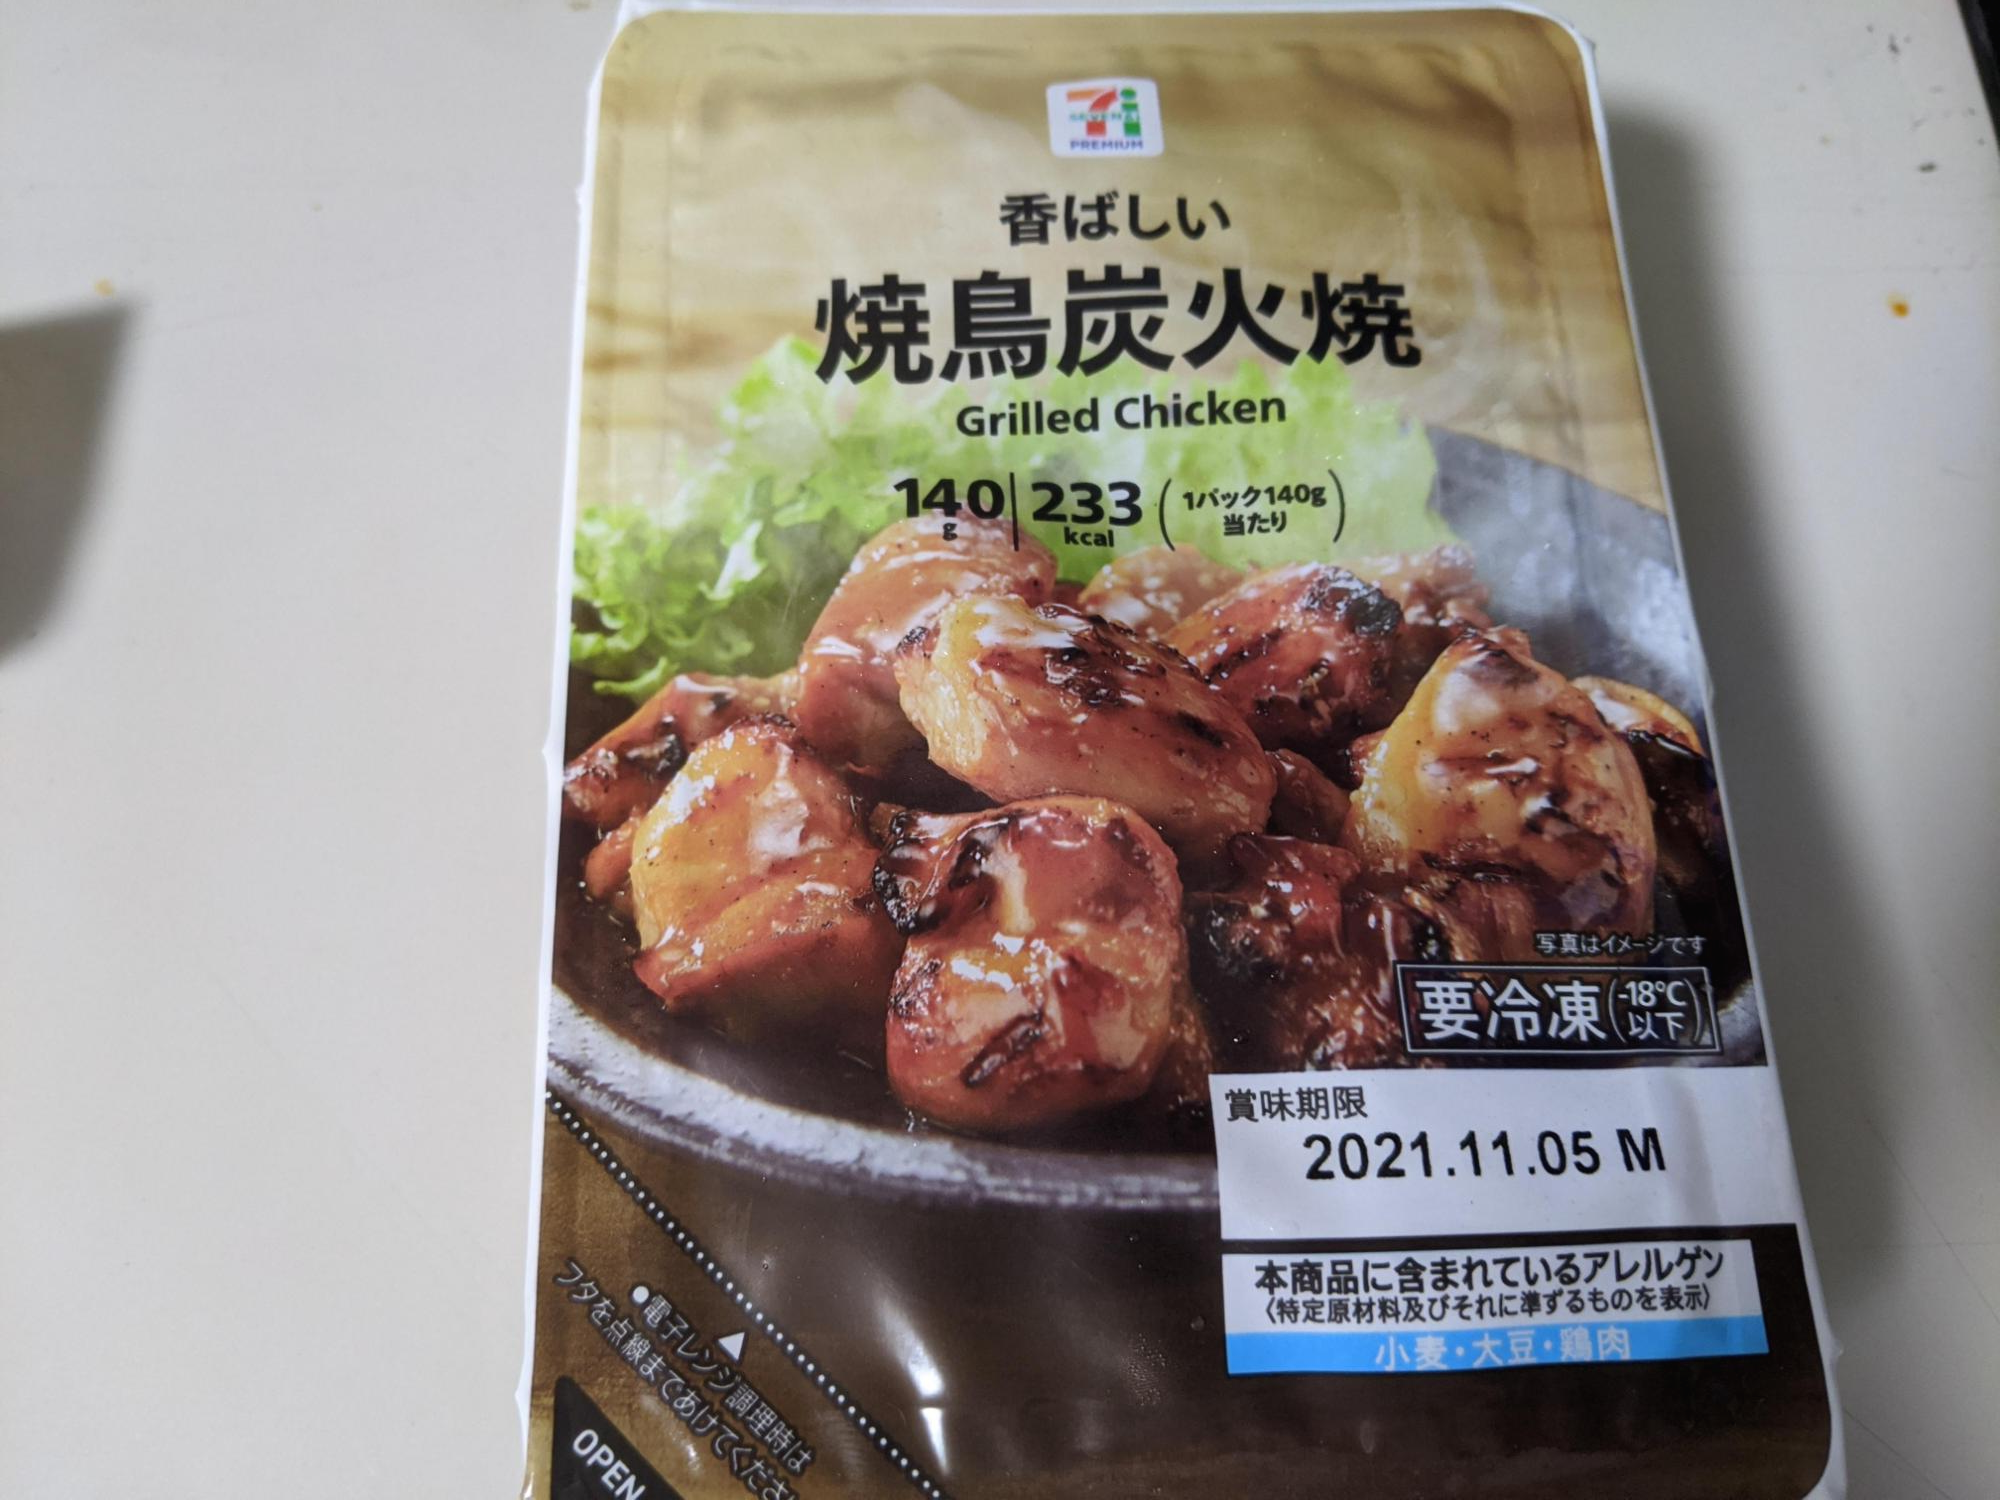 SEVEN&i
PREMIUM
香ばしい
焼鳥炭火焼
Grilled Chicken
140g 233kcal (1パック140g当たり)
写真はイメージです
要冷凍(-18℃以下)
賞味期限
2021.11.05 M
本商品に含まれているアレルゲン
〈特定原材料及びそれに準ずるものを表示〉
小麦・大豆・鶏肉
●電子レンジ調理時は
フタを点線まであけてくださ
OPEN